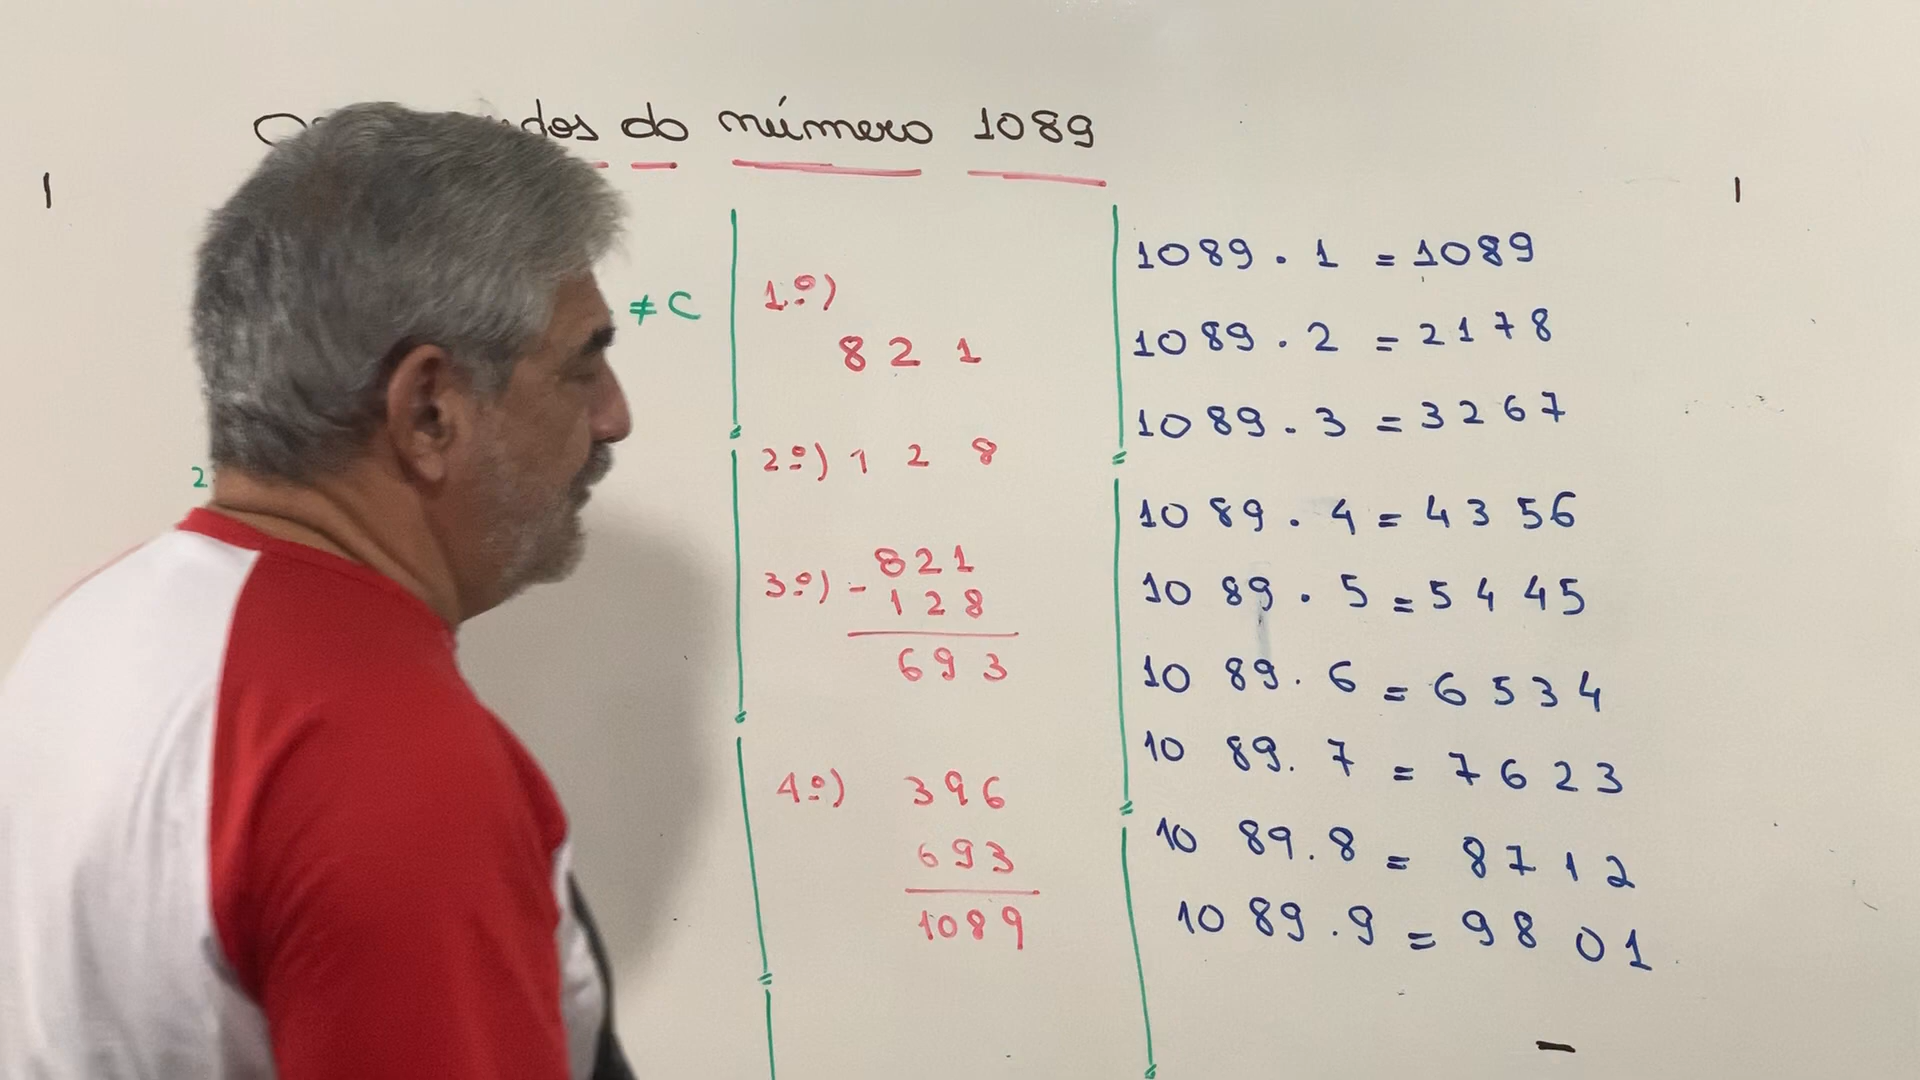 do número 1089
≠ C
2
1º)
8 2 1
2º) 1 2 8
3º) - 821
128
693
4º) 396
693
1089
1089 . 1 = 1089
1089 . 2 = 2178
1089 . 3 = 3267
1089 . 4 = 4356
1089 . 5 = 5445
1089 . 6 = 6534
1089 . 7 = 7623
1089 . 8 = 8712
1089 . 9 = 9801